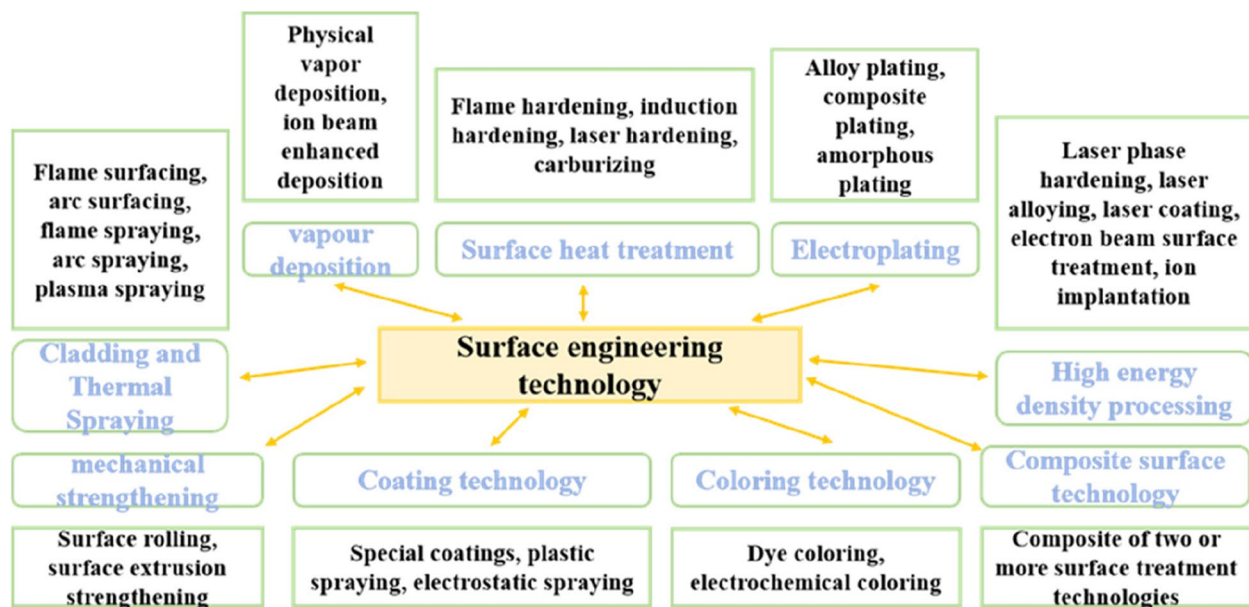 Physical
vapor
deposition,
ion beam
enhanced
deposition
Flame hardening, induction
hardening, laser hardening,
carburizing
Alloy plating,
composite
plating,
amorphous
plating
Flame surfacing,
arc surfacing,
flame spraying,
arc spraying,
plasma spraying
Laser phase
hardening, laser
alloying, laser coating,
electron beam surface
treatment, ion
implantation
vapour
deposition
Surface heat treatment
Electroplating
Surface engineering
technology
Cladding and
Thermal
Spraying
High energy
density processing
mechanical
strengthening
Coating technology
Coloring technology
Composite surface
technology
Surface rolling,
surface extrusion
strengthening
Special coatings, plastic
spraying, electrostatic spraying
Dye coloring,
electrochemical coloring
Composite of two or
more surface treatment
technologies